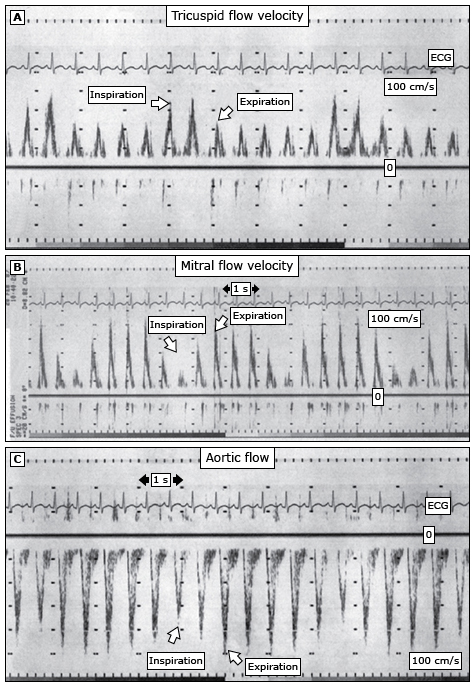 A
Tricuspid flow velocity
ECG
100 cm/s
Inspiration
Expiration
0
B
Mitral flow velocity
1 s
Expiration
Inspiration
100 cm/s
0
C
Aortic flow
1 s
ECG
0
Inspiration
Expiration
100 cm/s